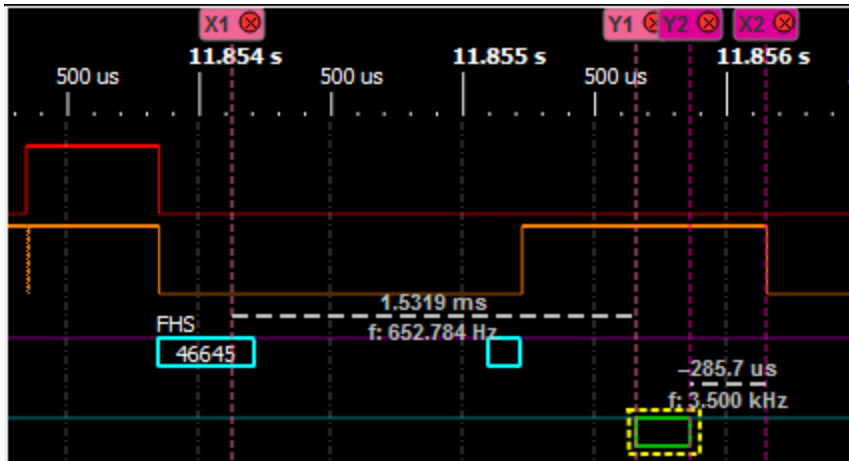 X1 Y1 Y2 X2
11.854 s 11.855 s 11.856 s
500 us 500 us 500 us
1.5319 ms
FHS
f: 652.784 Hz
46645
–285.7 us
f: 3.500 kHz